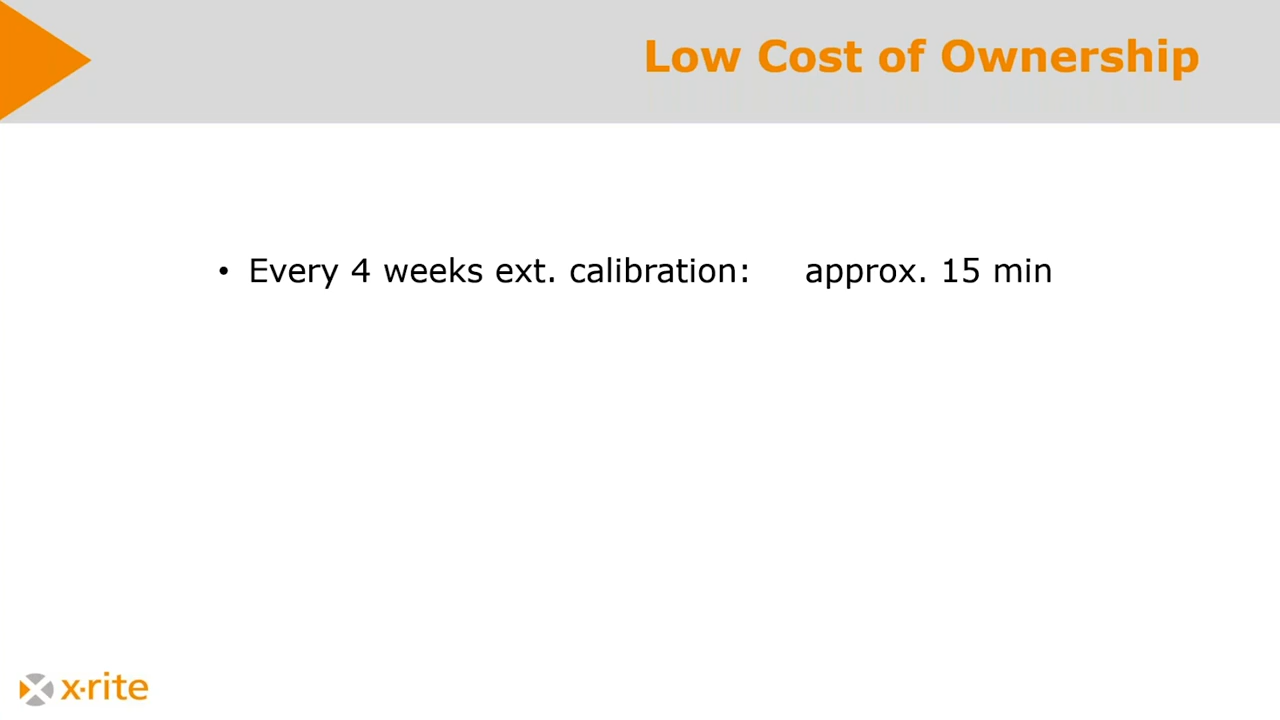 Low Cost of Ownership
• Every 4 weeks ext. calibration: approx. 15 min
x·rite